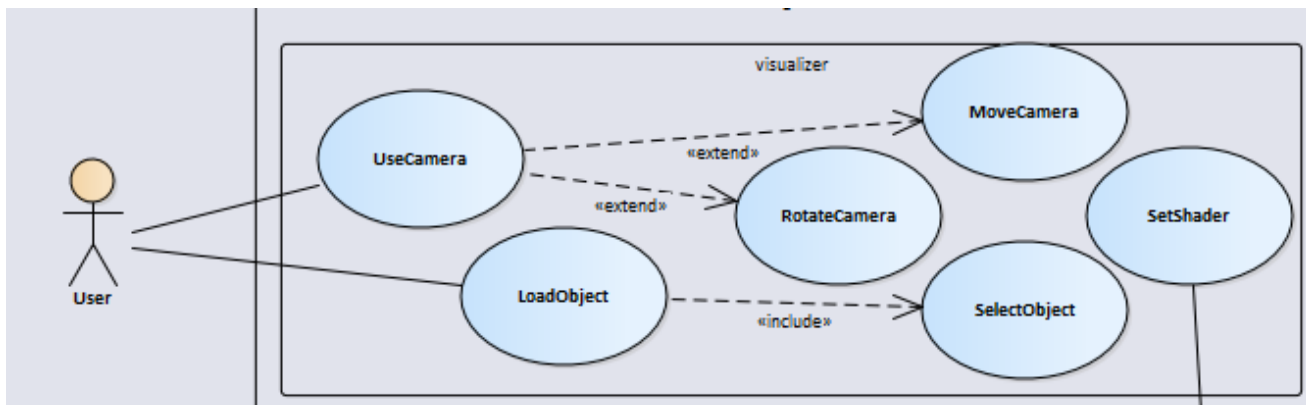 visualizer
MoveCamera
UseCamera
«extend»
«extend»
RotateCamera
SetShader
User
LoadObject
«include»
SelectObject